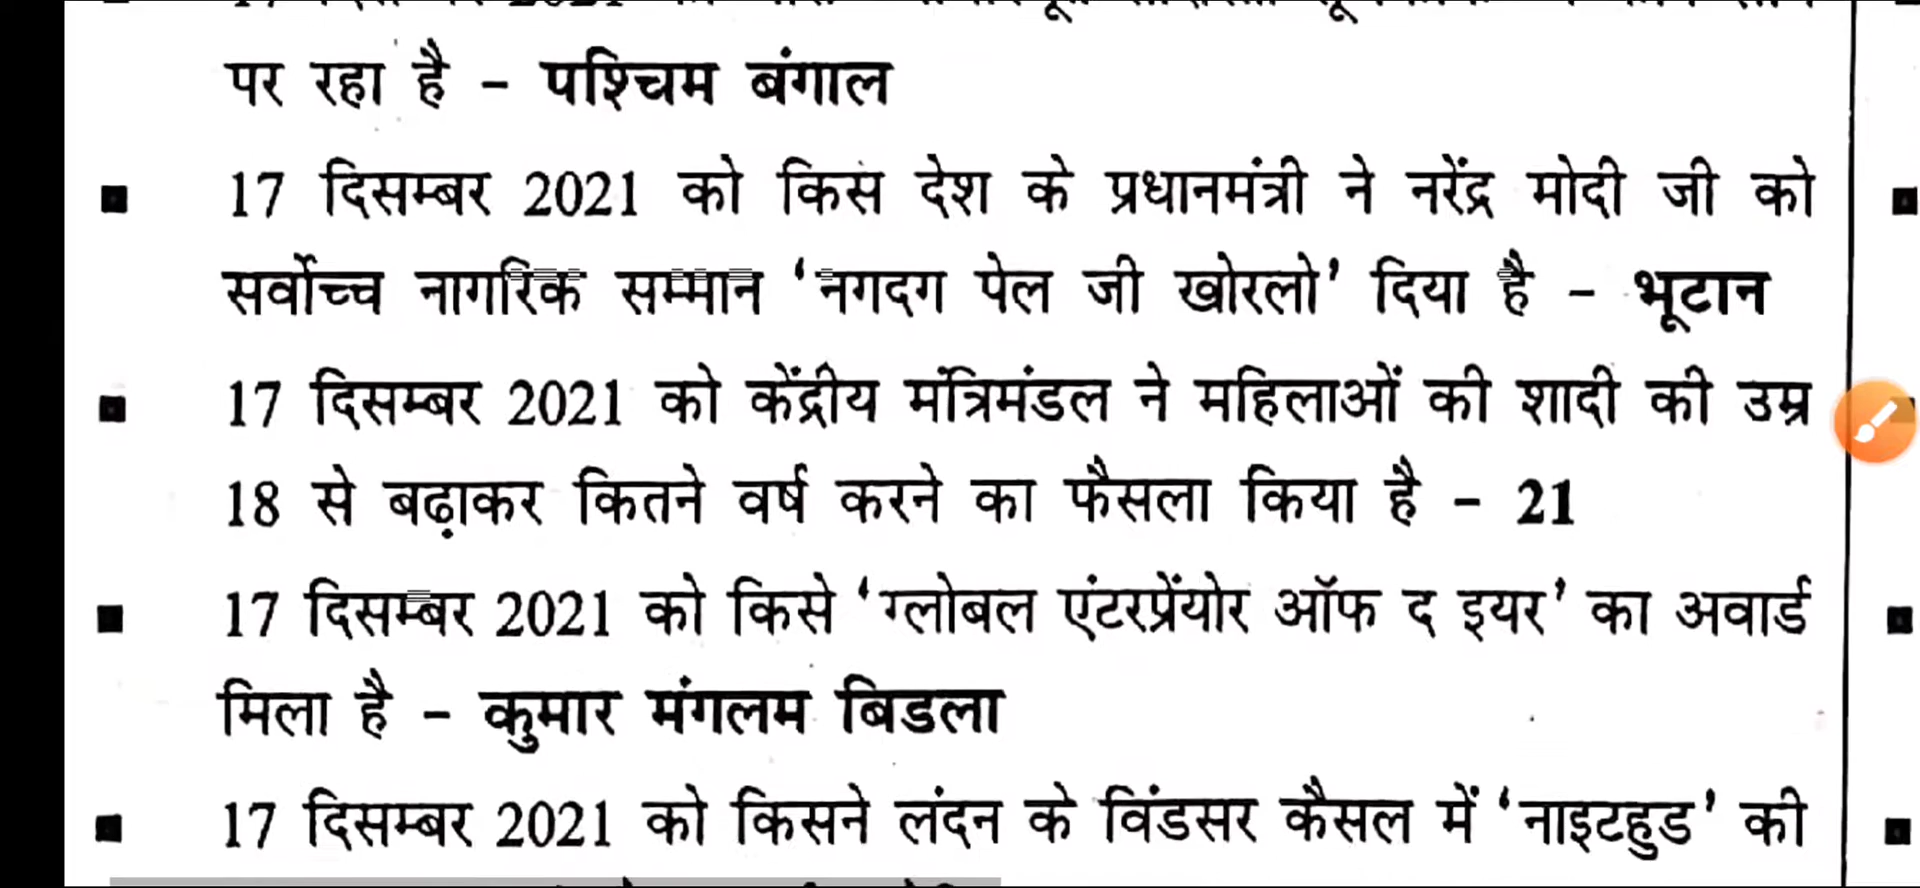 पर रहा है - पश्चिम बंगाल
■ 17 दिसम्बर 2021 को किस देश के प्रधानमंत्री ने नरेंद्र मोदी जी को
सर्वोच्च नागरिक सम्मान ‘नगदग पेल जी खोरलो’ दिया है - भूटान
■ 17 दिसम्बर 2021 को केंद्रीय मंत्रिमंडल ने महिलाओं की शादी की उम्र
18 से बढ़ाकर कितने वर्ष करने का फैसला किया है - 21
■ 17 दिसम्बर 2021 को किसे ‘ग्लोबल एंटरप्रेंयोर ऑफ द इयर’ का अवार्ड
मिला है - कुमार मंगलम बिडला
■ 17 दिसम्बर 2021 को किसने लंदन के विंडसर कैसल में ‘नाइटहुड’ की